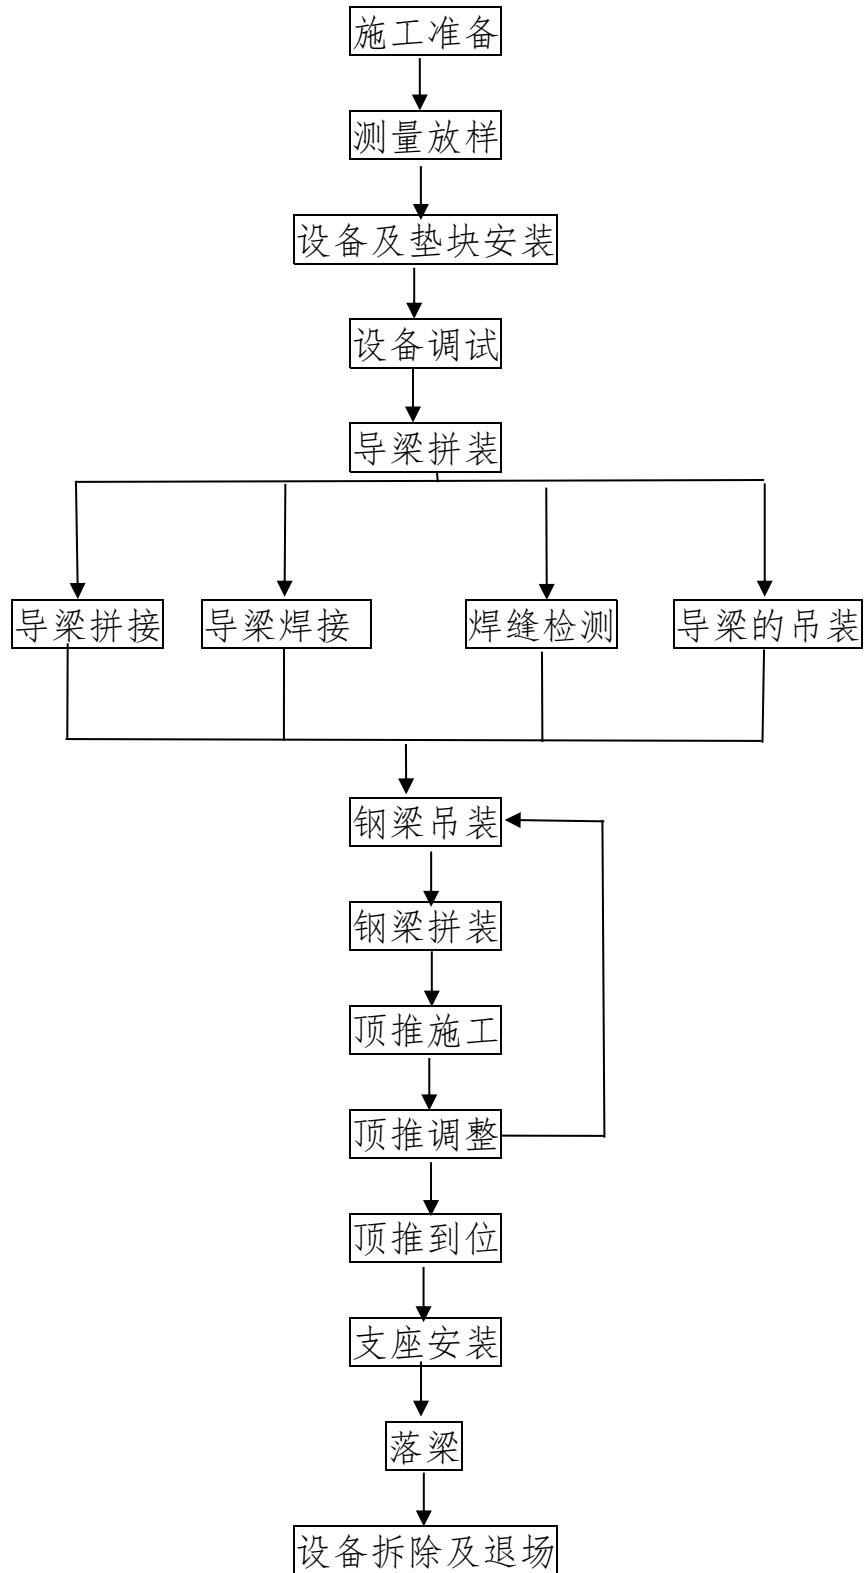 施工准备
测量放样
设备及垫块安装
设备调试
导梁拼装
导梁拼接
导梁焊接
焊缝检测
导梁的吊装
钢梁吊装
钢梁拼装
顶推施工
顶推调整
顶推到位
支座安装
落梁
设备拆除及退场